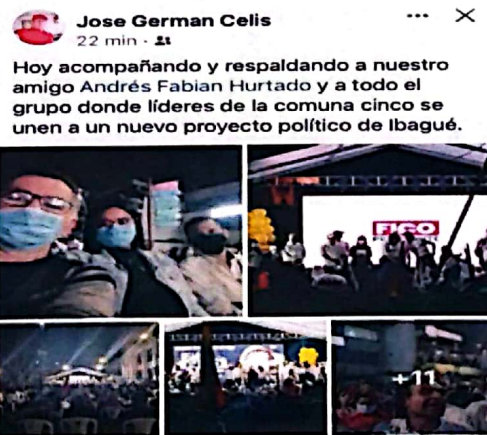 Jose German Celis
22 min ·
Hoy acompañando y respaldando a nuestro
amigo Andrés Fabian Hurtado y a todo el
grupo donde líderes de la comuna cinco se
unen a un nuevo proyecto político de Ibagué.
FICO
+11